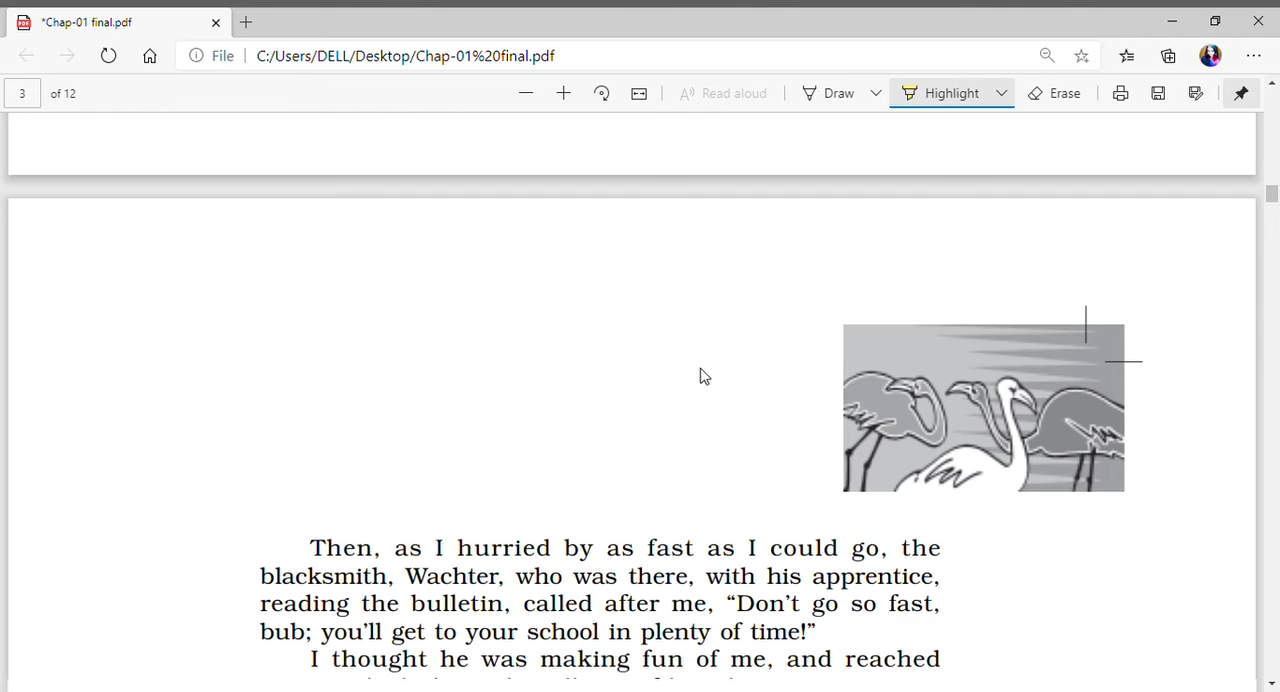 *Chap-01 final.pdf
File
C:/Users/DELL/Desktop/Chap-01%20final.pdf
3 of 12
Read aloud
Draw
Highlight
Erase
Then, as I hurried by as fast as I could go, the
blacksmith, Wachter, who was there, with his apprentice,
reading the bulletin, called after me, “Don’t go so fast,
bub; you’ll get to your school in plenty of time!”
I thought he was making fun of me, and reached